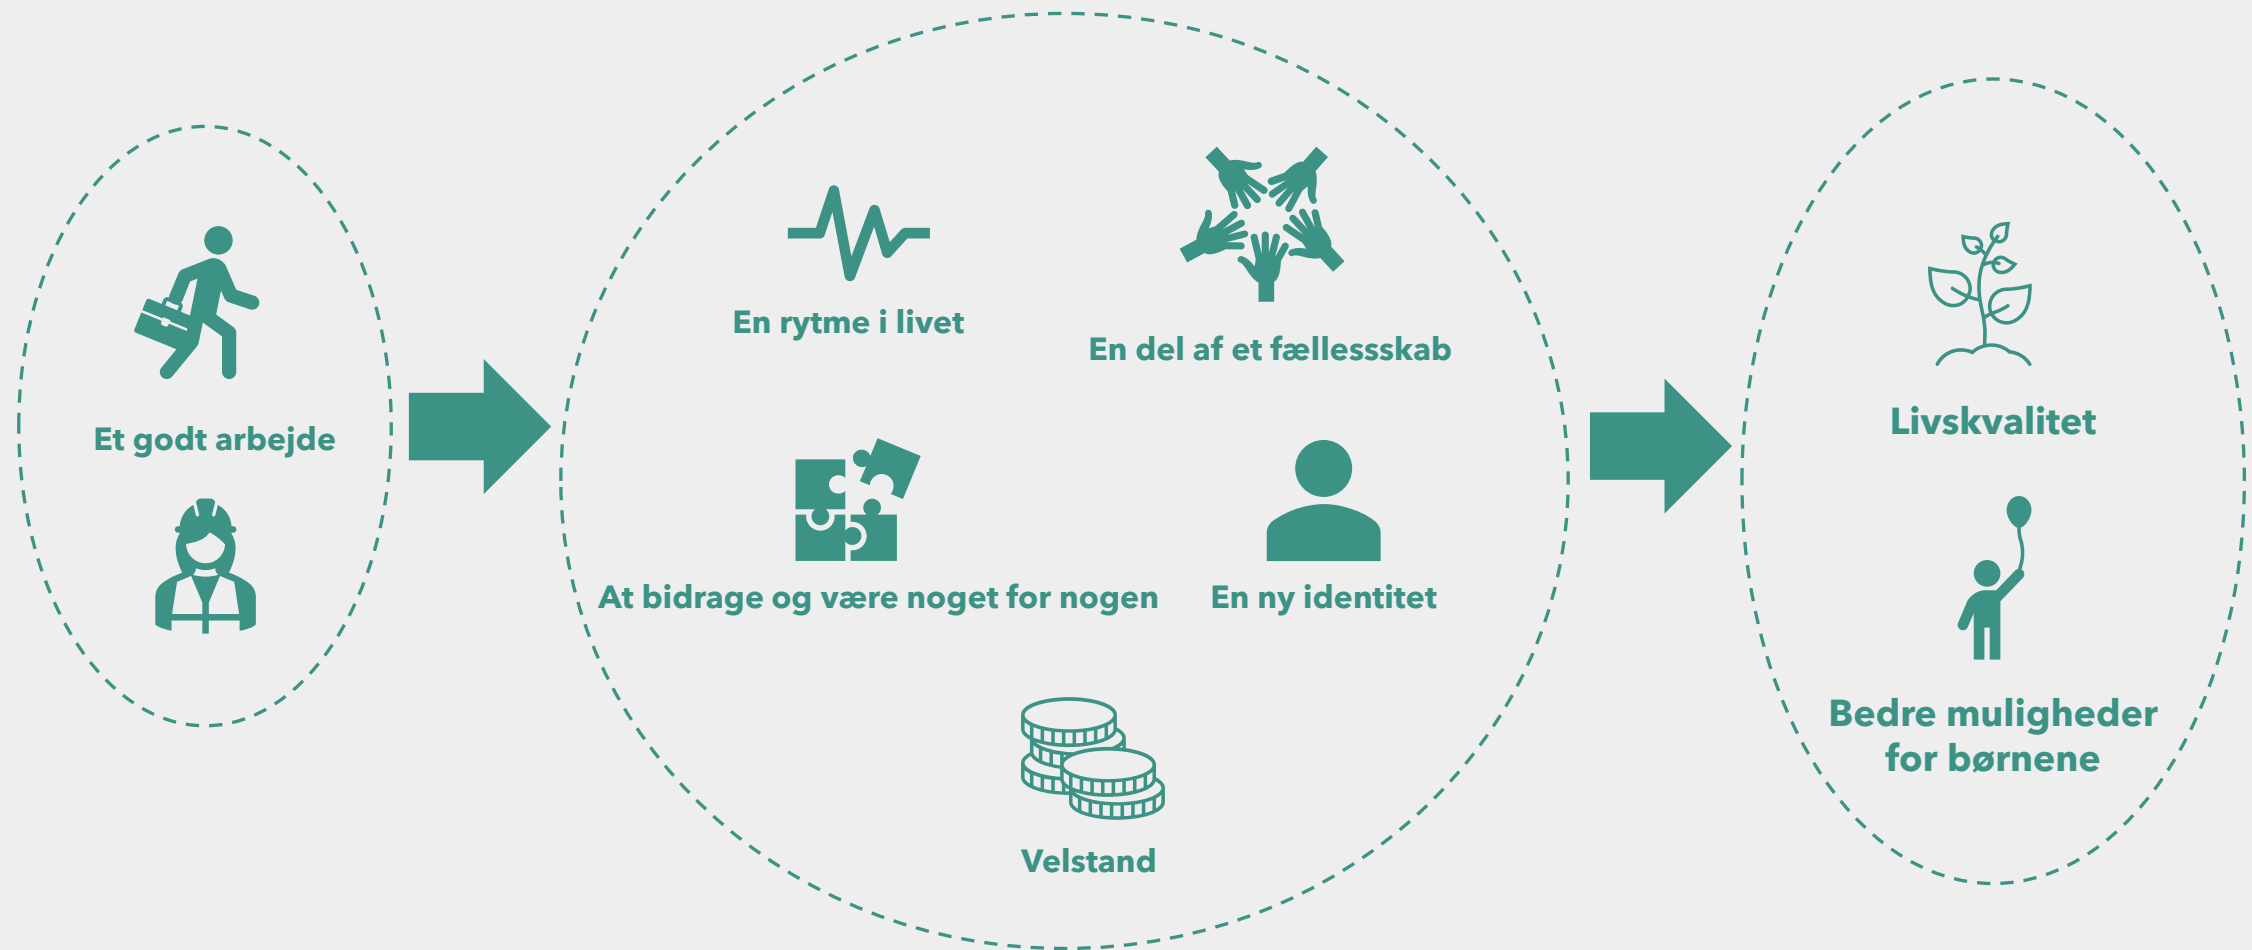 Et godt arbejde
En rytme i livet
En del af et fællessskab
At bidrage og være noget for nogen
En ny identitet
Velstand
Livskvalitet
Bedre muligheder
for børnene